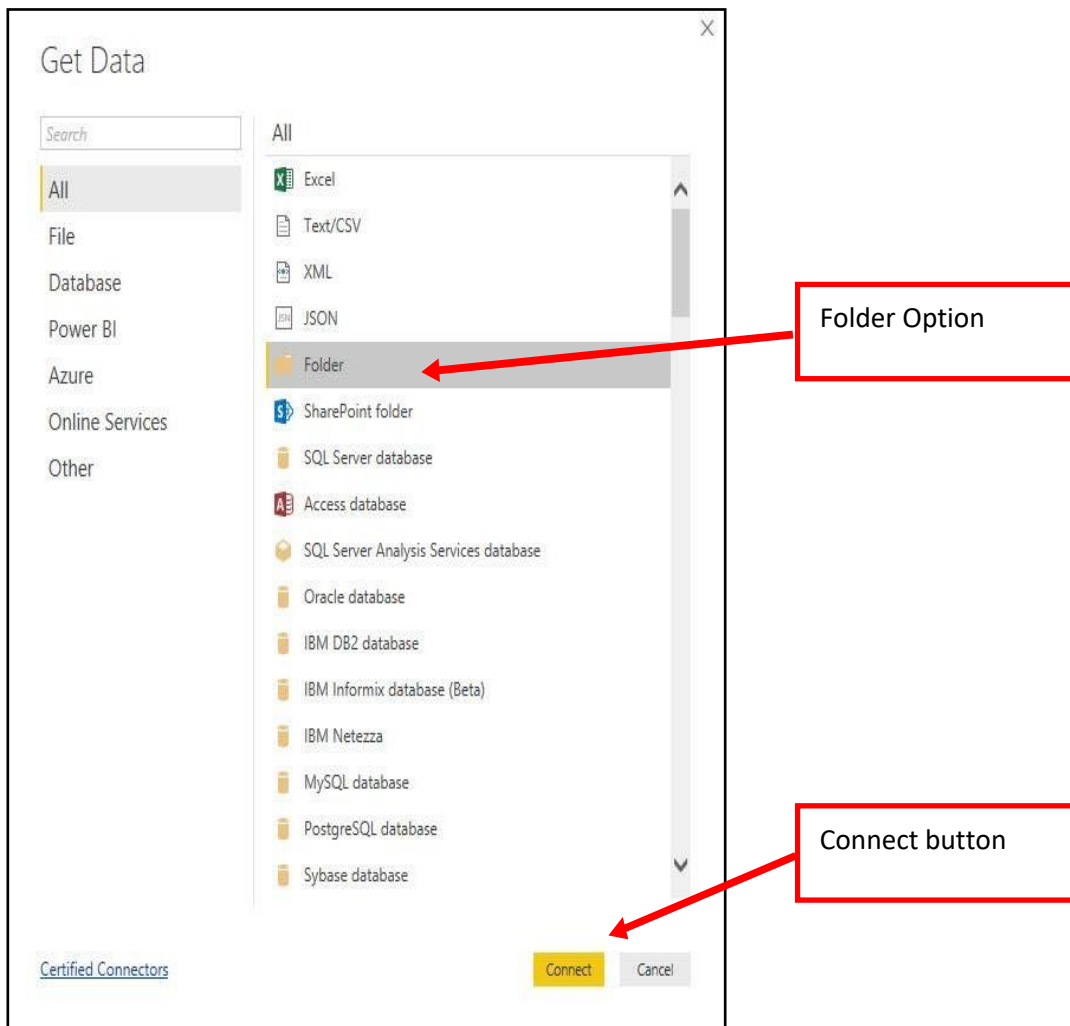 X
Get Data
Search
All
File
Database
Power BI
Azure
Online Services
Other
All
Excel
Text/CSV
XML
JSON
Folder
SharePoint folder
SQL Server database
Access database
SQL Server Analysis Services database
Oracle database
IBM DB2 database
IBM Informix database (Beta)
IBM Netezza
MySQL database
PostgreSQL database
Sybase database
Folder Option
Connect button
Certified Connectors
Connect
Cancel